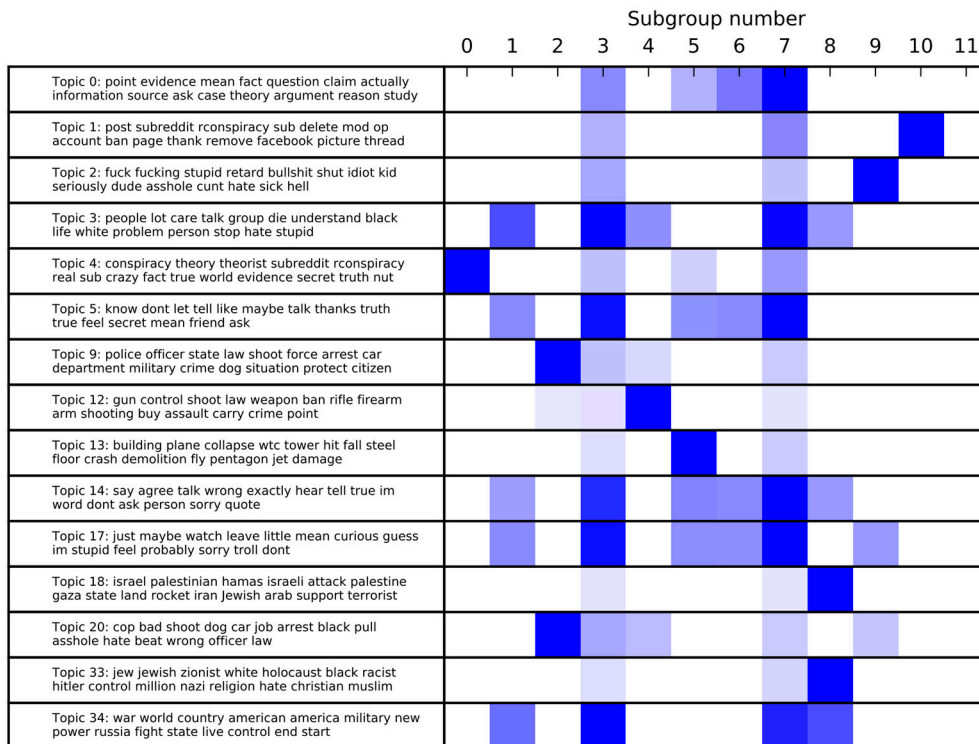 Subgroup number
0 1 2 3 4 5 6 7 8 9 10 11
Topic 0: point evidence mean fact question claim actually
information source ask case theory argument reason study
Topic 1: post subreddit rconspiracy sub delete mod op
account ban page thank remove facebook picture thread
Topic 2: fuck fucking stupid retard bullshit shut idiot kid
seriously dude asshole cunt hate sick hell
Topic 3: people lot care talk group die understand black
life white problem person stop hate stupid
Topic 4: conspiracy theory theorist subreddit rconspiracy
real sub crazy fact true world evidence secret truth nut
Topic 5: know dont let tell like maybe talk thanks truth
true feel secret mean friend ask
Topic 9: police officer state law shoot force arrest car
department military crime dog situation protect citizen
Topic 12: gun control shoot law weapon ban rifle firearm
arm shooting buy assault carry crime point
Topic 13: building plane collapse wtc tower hit fall steel
floor crash demolition fly pentagon jet damage
Topic 14: say agree talk wrong exactly hear tell true im
word dont ask person sorry quote
Topic 17: just maybe watch leave little mean curious guess
im stupid feel probably sorry troll dont
Topic 18: israel palestinian hamas israeli attack palestine
gaza state land rocket iran Jewish arab support terrorist
Topic 20: cop bad shoot dog car job arrest black pull
asshole hate beat wrong officer law
Topic 33: jew jewish zionist white holocaust black racist
hitler control million nazi religion hate christian muslim
Topic 34: war world country american america military new
power russia fight state live control end start